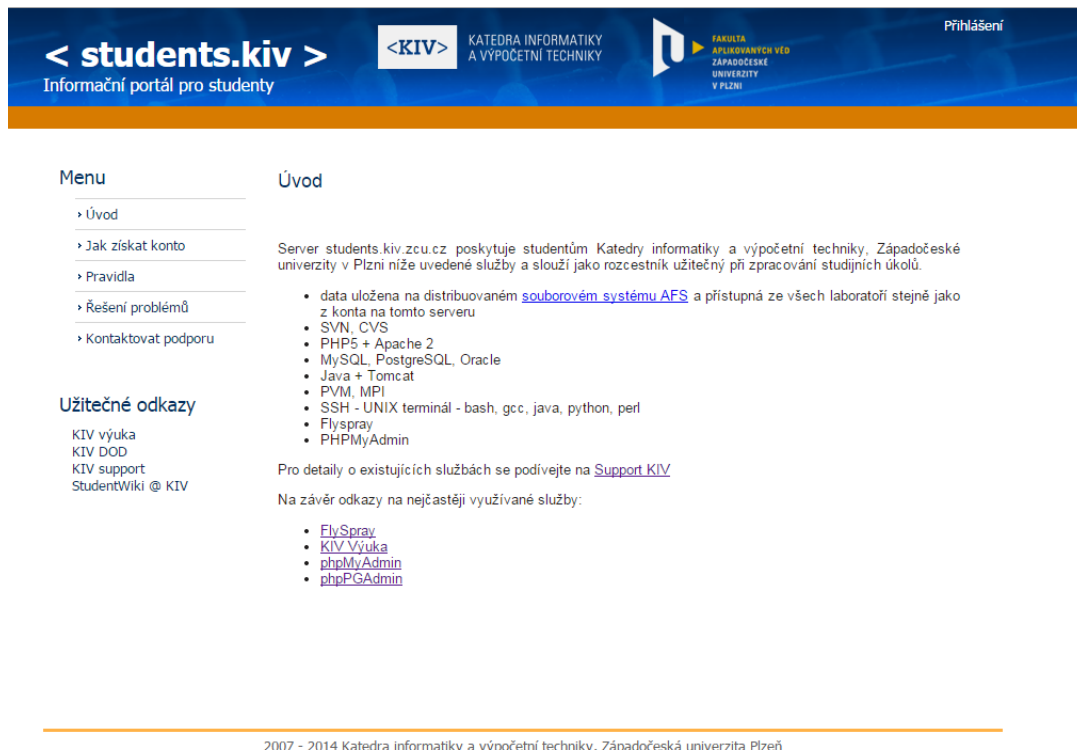 < students.kiv >
Informační portál pro studenty
<KIV>
KATEDRA INFORMATIKY
A VÝPOČETNÍ TECHNIKY
FAKULTA
APLIKOVANÝCH VĚD
ZÁPADOČESKÉ
UNIVERZITY
V PLZNI
Přihlášení
Menu
Úvod
Jak získat konto
Pravidla
Řešení problémů
Kontaktovat podporu
Užitečné odkazy
KIV výuka
KIV DOD
KIV support
StudentWiki @ KIV
Úvod
Server students.kiv.zcu.cz poskytuje studentům Katedry informatiky a výpočetní techniky, Západočeské
univerzity v Plzni níže uvedené služby a slouží jako rozcestník užitečný při zpracování studijních úkolů.
data uložena na distribuovaném souborovém systému AFS a přístupná ze všech laboratoří stejně jako
z konta na tomto serveru
SVN, CVS
PHP5 + Apache 2
MySQL, PostgreSQL, Oracle
Java + Tomcat
PVM, MPI
SSH - UNIX terminál - bash, gcc, java, python, perl
Flyspray
PHPMyAdmin
Pro detaily o existujících službách se podívejte na Support KIV
Na závěr odkazy na nejčastěji využívané služby:
FlySpray
KIV Výuka
phpMyAdmin
phpPGAdmin
2007 - 2014 Katedra informatiky a výpočetní techniky, Západočeská univerzita Plzeň